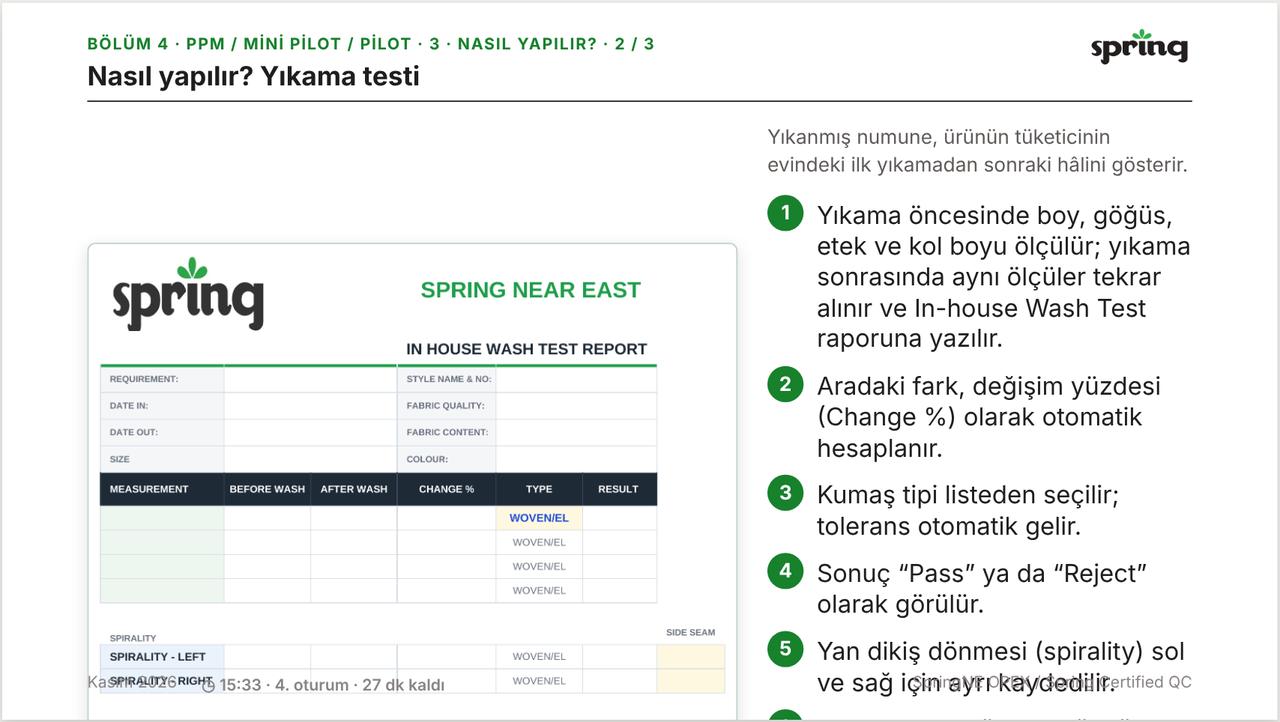 BÖLÜM 4 · PPM / MİNİ PİLOT / PİLOT · 3 · NASIL YAPILIR? · 2 / 3
spring
Nasıl yapılır? Yıkama testi
Yıkanmış numune, ürünün tüketicinin
evindeki ilk yıkamadan sonraki hâlini gösterir.
1 Yıkama öncesinde boy, göğüs,
etek ve kol boyu ölçülür; yıkama
sonrasında aynı ölçüler tekrar
alınır ve In-house Wash Test
raporuna yazılır.
2 Aradaki fark, değişim yüzdesi
(Change %) olarak otomatik
hesaplanır.
3 Kumaş tipi listeden seçilir;
tolerans otomatik gelir.
4 Sonuç “Pass” ya da “Reject”
olarak görülür.
5 Yan dikiş dönmesi (spirality) sol
ve sağ için ayrı kaydedilir.
spring
SPRING NEAR EAST
IN HOUSE WASH TEST REPORT
REQUIREMENT: STYLE NAME & NO:
DATE IN: FABRIC QUALITY:
DATE OUT: FABRIC CONTENT:
SIZE COLOUR:
MEASUREMENT BEFORE WASH AFTER WASH CHANGE % TYPE RESULT
WOVEN/EL
WOVEN/EL
WOVEN/EL
WOVEN/EL
SPIRALITY SIDE SEAM
SPIRALITY - LEFT WOVEN/EL
SPIRALITY - RIGHT WOVEN/EL
Kasım 2026 15:33 · 4. oturum · 27 dk kaldı
Spring Certified QC